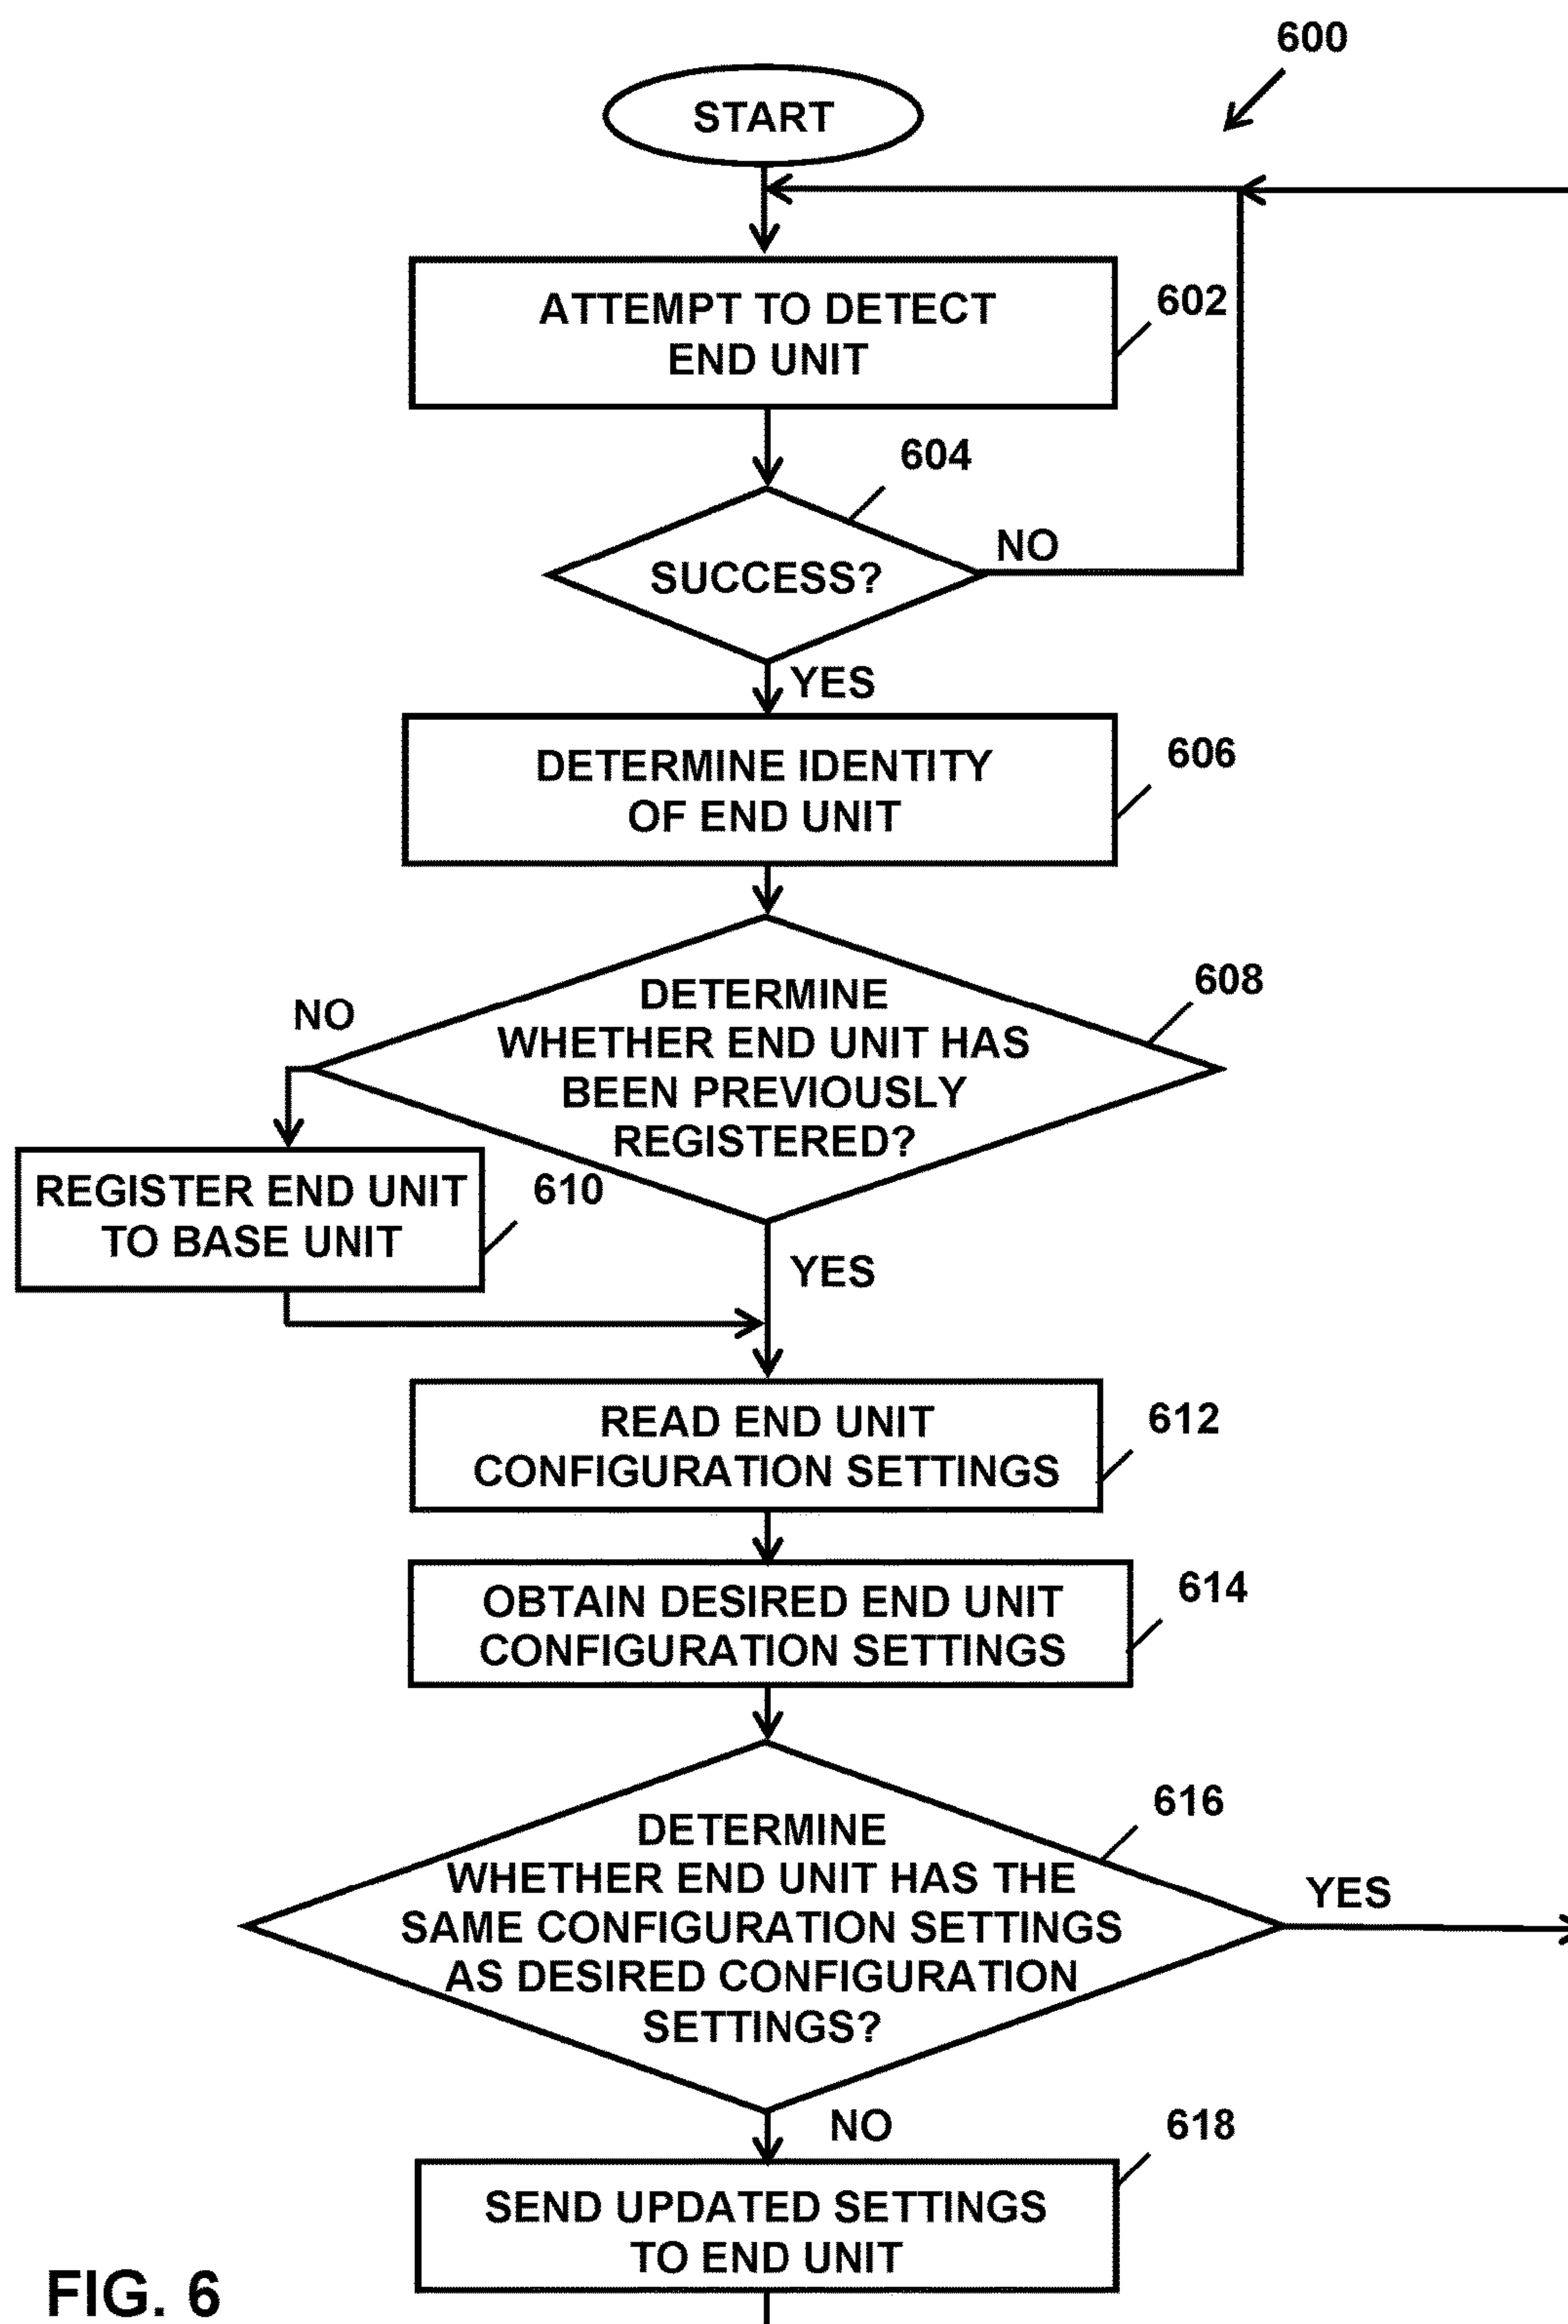 600
START
ATTEMPT TO DETECT
END UNIT
602
604
SUCCESS?
NO
YES
DETERMINE IDENTITY
OF END UNIT
606
608
DETERMINE
WHETHER END UNIT HAS
BEEN PREVIOUSLY
REGISTERED?
NO
REGISTER END UNIT
TO BASE UNIT
610
YES
READ END UNIT
CONFIGURATION SETTINGS
612
OBTAIN DESIRED END UNIT
CONFIGURATION SETTINGS
614
616
DETERMINE
WHETHER END UNIT HAS THE
SAME CONFIGURATION SETTINGS
AS DESIRED CONFIGURATION
SETTINGS?
YES
NO
618
SEND UPDATED SETTINGS
TO END UNIT
FIG. 6